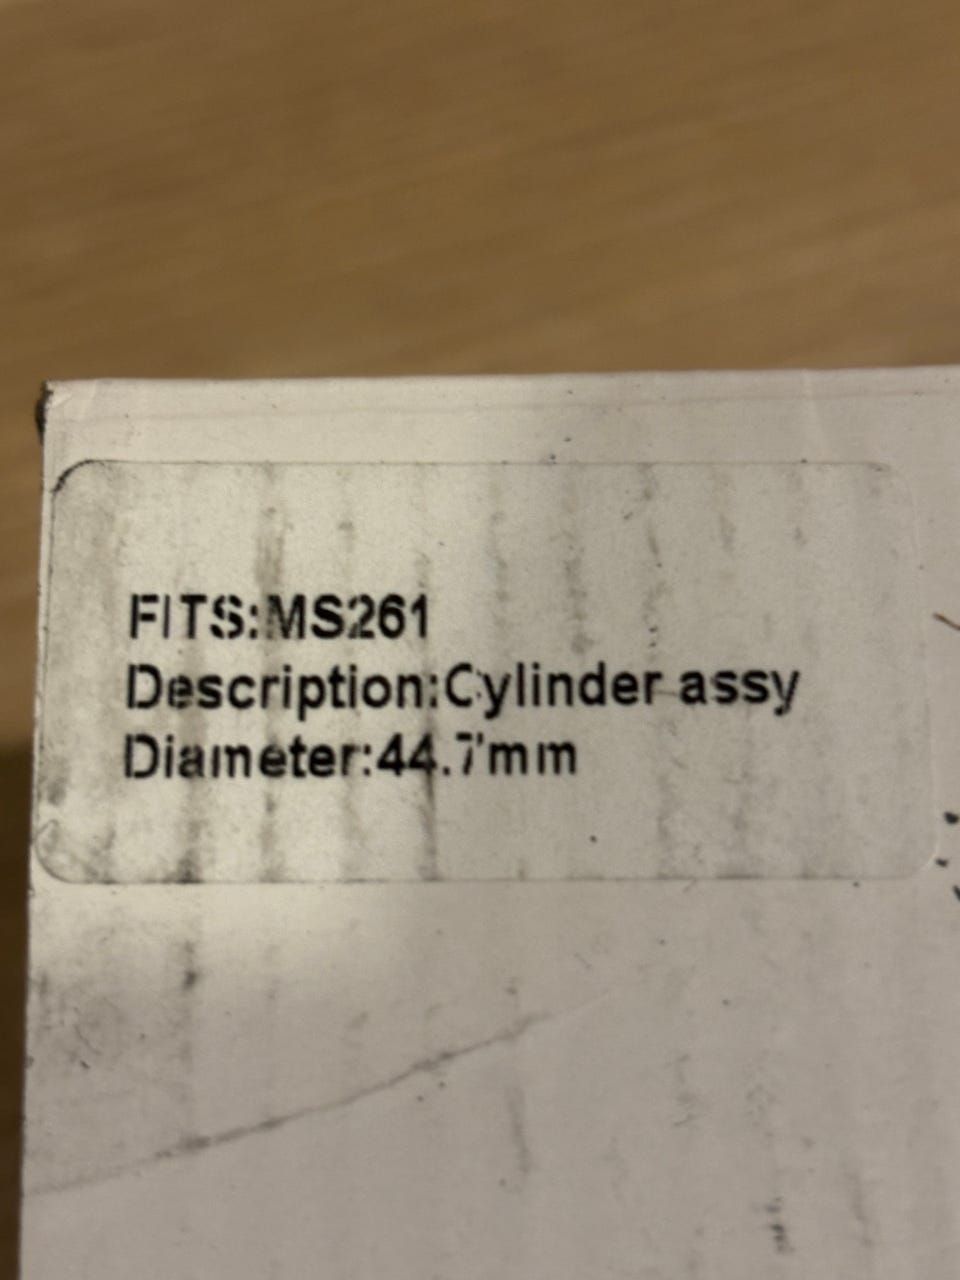 FITS:MS261
Description:Cylinder assy
Diameter:44.7mm